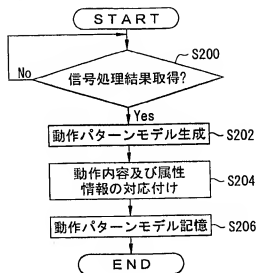 START
S200
信号処理結果取得?
No
Yes
動作パターンモデル生成
S202
動作内容及び属性
情報の対応付け
S204
動作パターンモデル記憶
S206
END